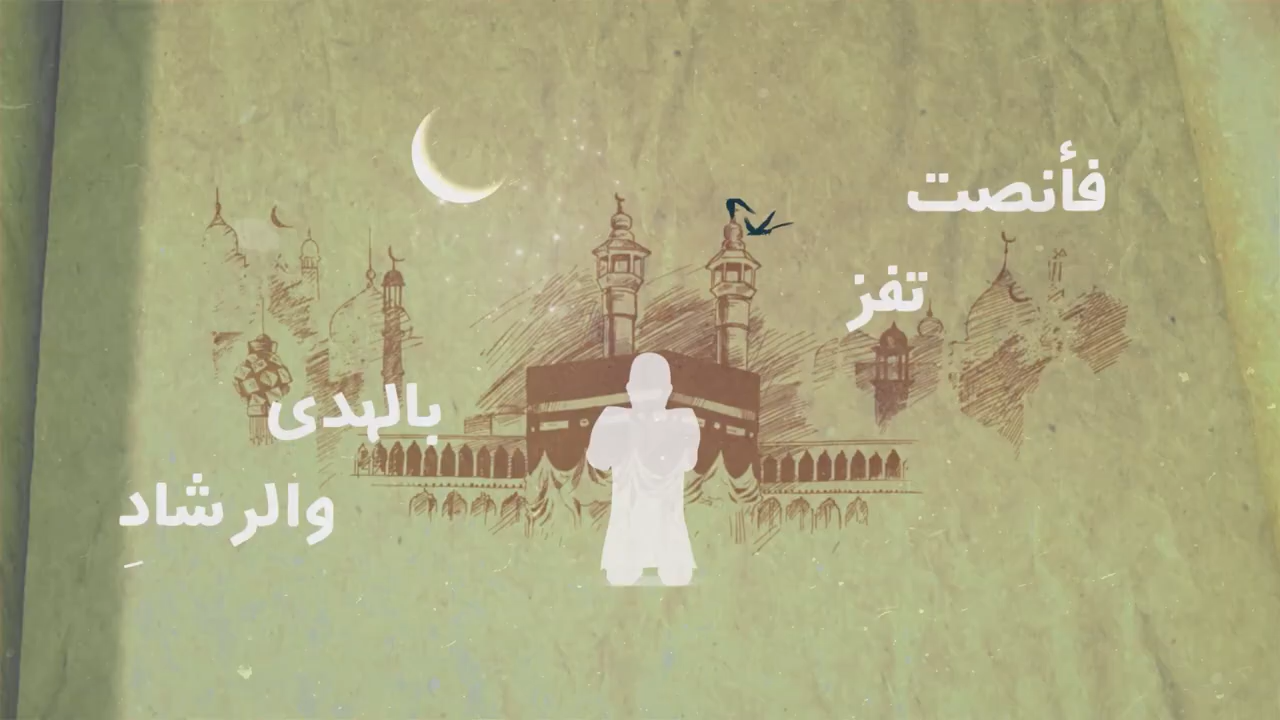 فأنصت
تفز
بالهدى
والرشادِ